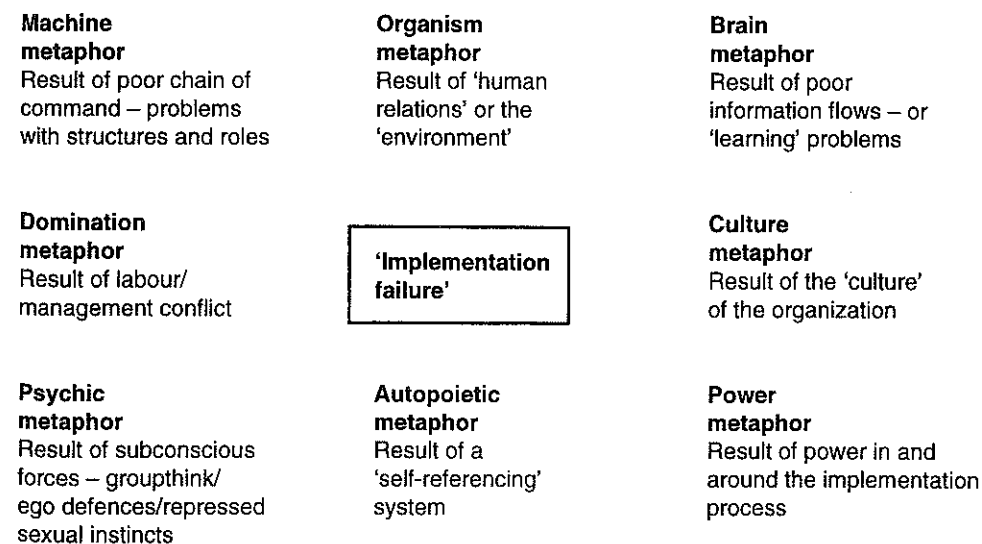 Machine
metaphor
Result of poor chain of
command – problems
with structures and roles
Organism
metaphor
Result of ‘human
relations’ or the
‘environment’
Brain
metaphor
Result of poor
information flows – or
‘learning’ problems
Domination
metaphor
Result of labour/
management conflict
‘Implementation
failure’
Culture
metaphor
Result of the ‘culture’
of the organization
Psychic
metaphor
Result of subconscious
forces – groupthink/
ego defences/repressed
sexual instincts
Autopoietic
metaphor
Result of a
‘self-referencing’
system
Power
metaphor
Result of power in and
around the implementation
process